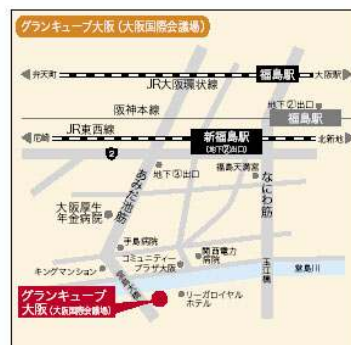 グランキューブ大阪(大阪国際会議場)
福島駅
弁天町
大阪駅
JR大阪環状線
地下②出口
阪神本線
福島駅
JR東西線
尼崎
新福島駅
(地下②出口)
北新地
2
地下③出口
福島天満宮
あみだ池筋
なにわ筋
大阪厚生
年金病院
手島病院
関西電力
病院
コミュニティー
プラザ大阪
キングマンション
玉江橋
堂島川
グランキューブ
大阪(大阪国際会議場)
リーガロイヤル
ホテル